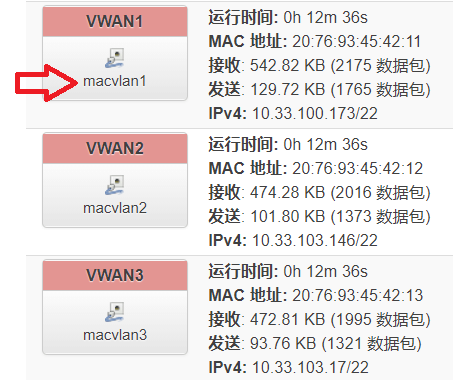 VWAN1
macvlan1
运行时间: 0h 12m 36s
MAC 地址: 20:76:93:45:42:11
接收: 542.82 KB (2175 数据包)
发送: 129.72 KB (1765 数据包)
IPv4: 10.33.100.173/22
VWAN2
macvlan2
运行时间: 0h 12m 36s
MAC 地址: 20:76:93:45:42:12
接收: 474.28 KB (2016 数据包)
发送: 101.80 KB (1373 数据包)
IPv4: 10.33.103.146/22
VWAN3
macvlan3
运行时间: 0h 12m 36s
MAC 地址: 20:76:93:45:42:13
接收: 472.81 KB (1995 数据包)
发送: 93.76 KB (1321 数据包)
IPv4: 10.33.103.17/22